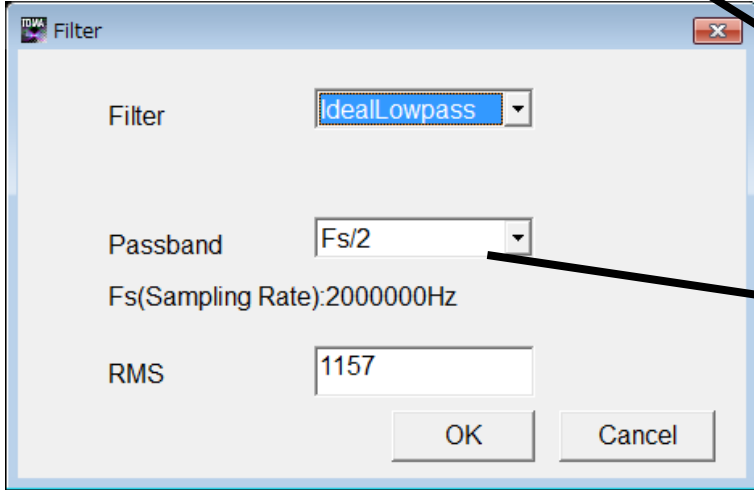 Filter
Filter IdealLowpass
Passband Fs/2
Fs(Sampling Rate):2000000Hz
RMS 1157
OK Cancel